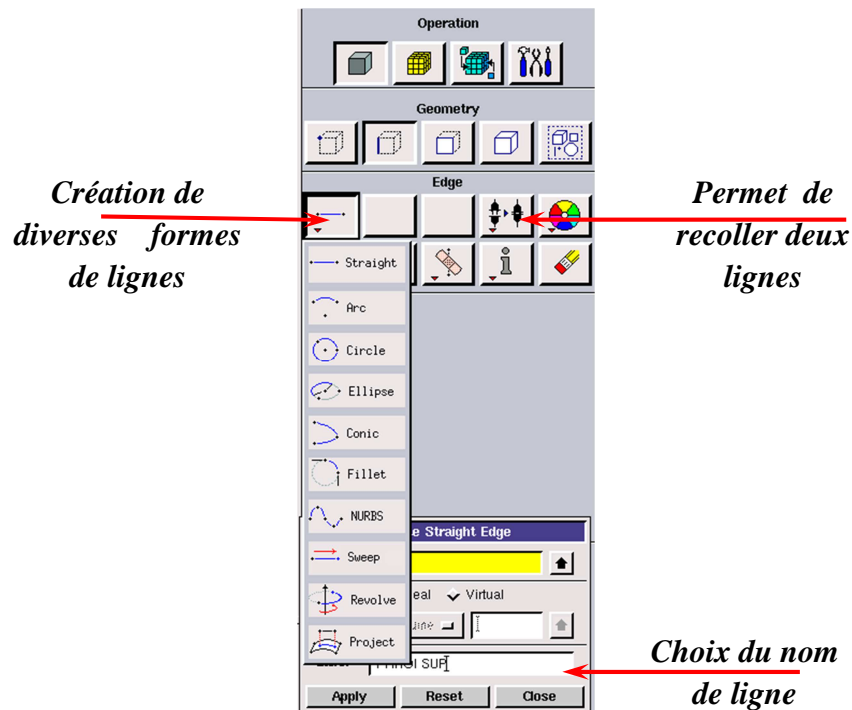 Operation
Geometry
Edge
Création de
diverses formes
de lignes
Permet de
recoller deux
lignes
Straight
Arc
Circle
Ellipse
Conic
Fillet
NURBS
Sweep
Revolve
Project
e Straight Edge
eal Virtual
SUP
Choix du nom
de ligne
Apply Reset Close